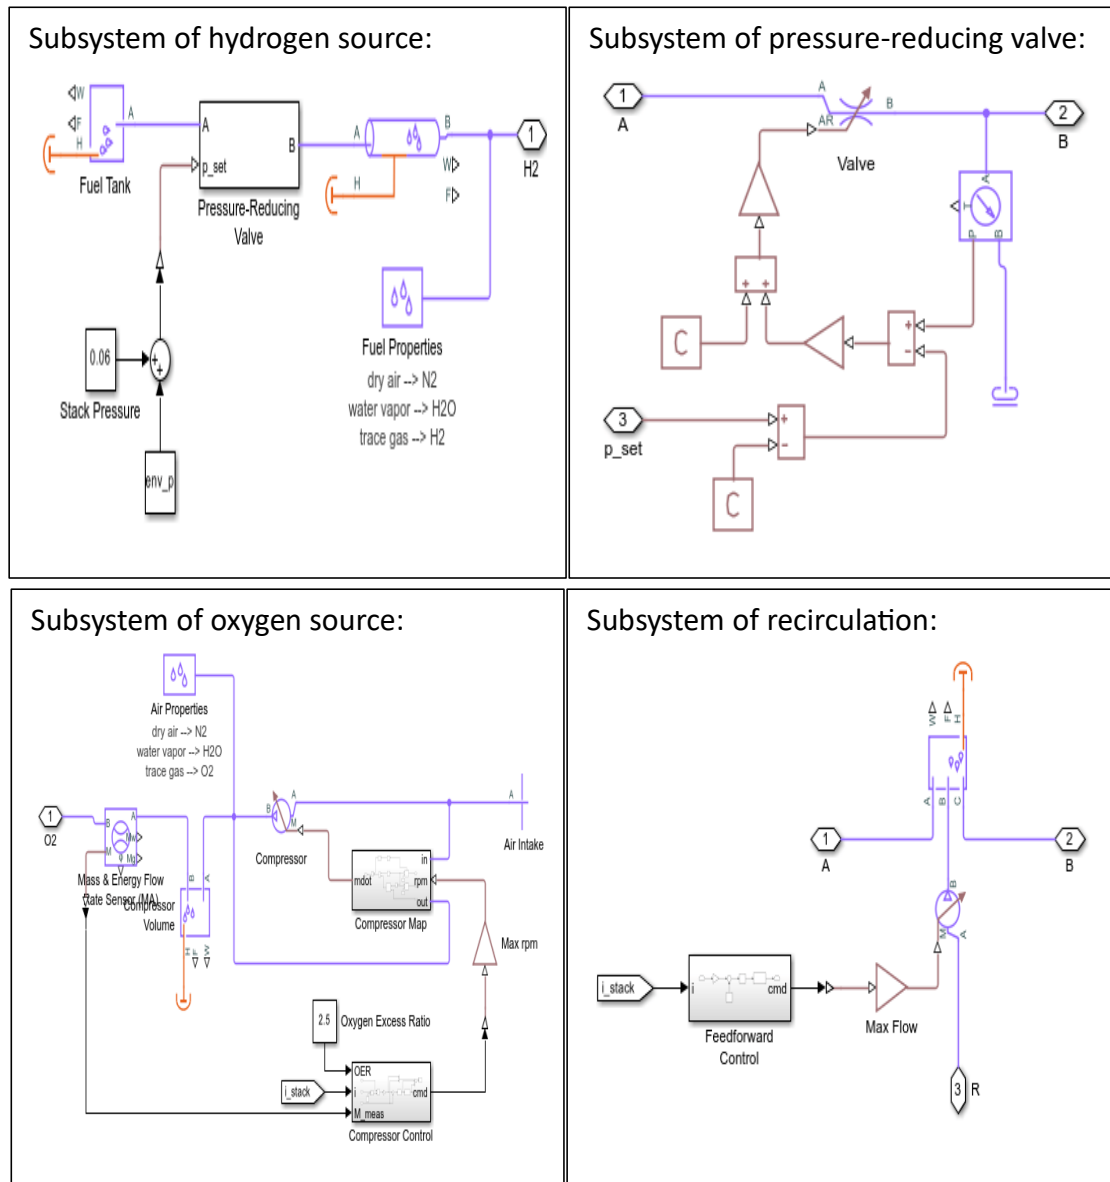 Subsystem of hydrogen source:
W
F
A
H
Fuel Tank
A
p_set
B
Pressure-Reducing
Valve
A
B
H
W
F
1
H2
0.06
Stack Pressure
+
+
env_p
Fuel Properties
dry air --> N2
water vapor --> H2O
trace gas --> H2
Subsystem of pressure-reducing valve:
1
A
A
B
AR
Valve
2
B
A
T
P
B
+
+
C
+
-
3
p_set
+
-
C
Subsystem of oxygen source:
Air Properties
dry air --> N2
water vapor --> H2O
trace gas --> O2
1
O2
B
A
M
Mw
Mg
Φ
Mass & Energy Flow
Rate Sensor (MA)
Compressor
Volume
B
A
H
F
W
B
A
M
Compressor
A
Air Intake
in
mdot
rpm
out
Compressor Map
Max rpm
2.5
Oxygen Excess Ratio
OER
i_stack
i
cmd
M_meas
Compressor Control
Subsystem of recirculation:
W
F
H
A
B
C
1
A
2
B
B
M
A
i_stack
i
cmd
Feedforward
Control
Max Flow
3
R